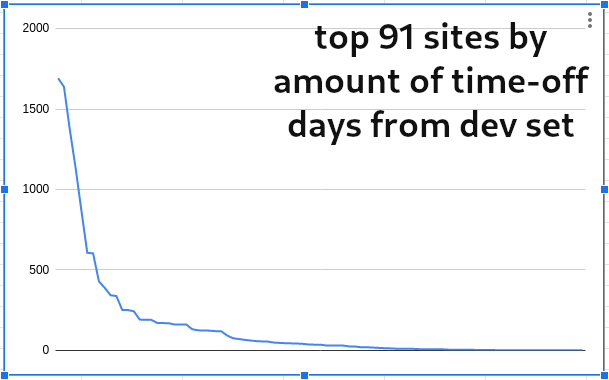 top 91 sites by
amount of time-off
days from dev set
2000
1500
1000
500
0